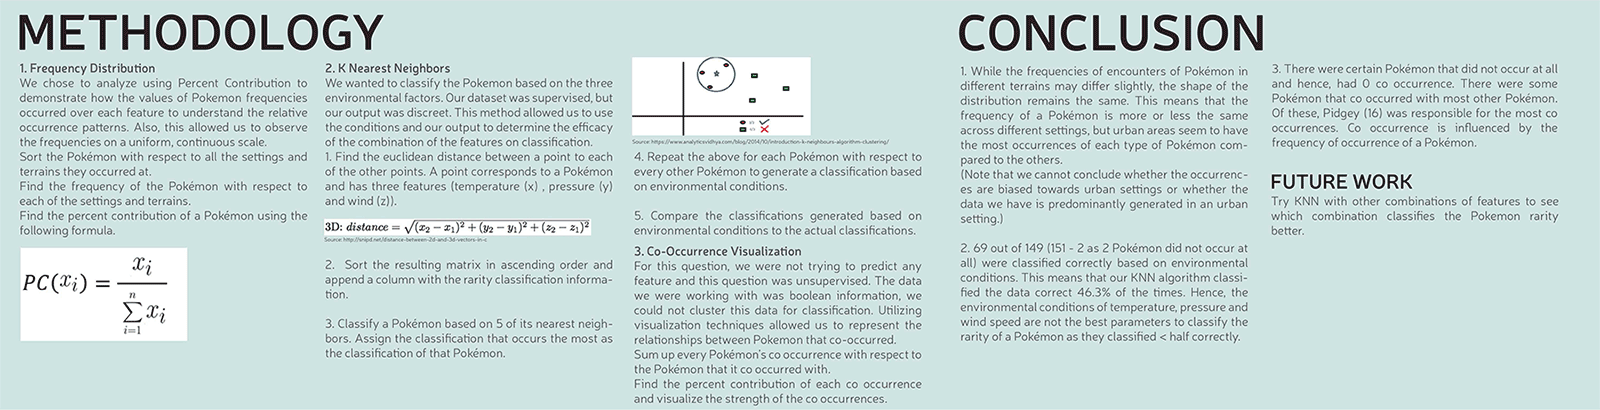 METHODOLOGY
1. Frequency Distribution
We chose to analyze using Percent Contribution to
demonstrate how the values of Pokemon frequencies
occurred over each feature to understand the relative
occurrence patterns. Also, this allowed us to observe
the frequencies on a uniform, continuous scale.
Sort the Pokémon with respect to all the settings and
terrains they occurred at.
Find the frequency of the Pokémon with respect to
each of the settings and terrains.
Find the percent contribution of a Pokémon using the
following formula.
PC(xi) = xi / n Σ i=1 xi
2. K Nearest Neighbors
We wanted to classify the Pokemon based on the three
environmental factors. Our dataset was supervised, but
our output was discreet. This method allowed us to use
the conditions and our output to determine the efficacy
of the combination of the features on classification.
1. Find the euclidean distance between a point to each
of the other points. A point corresponds to a Pokémon
and has three features (temperature (x) , pressure (y)
and wind (z)).
3D: distance = √(x2 − x1)² + (y2 − y1)² + (z2 − z1)²
Source: http://snipd.net/distance-between-2d-and-3d-vectors-in-c
2. Sort the resulting matrix in ascending order and
append a column with the rarity classification informa-
tion.
3. Classify a Pokémon based on 5 of its nearest neigh-
bors. Assign the classification that occurs the most as
the classification of that Pokémon.
Source: https://www.analyticsvidhya.com/blog/2014/10/introduction-k-neighbours-algorithm-clustering/
4. Repeat the above for each Pokémon with respect to
every other Pokémon to generate a classification based
on environmental conditions.
5. Compare the classifications generated based on
environmental conditions to the actual classifications.
3. Co-Occurrence Visualization
For this question, we were not trying to predict any
feature and this question was unsupervised. The data
we were working with was boolean information, we
could not cluster this data for classification. Utilizing
visualization techniques allowed us to represent the
relationships between Pokemon that co-occurred.
Sum up every Pokémon's co occurrence with respect to
the Pokémon that it co occurred with.
Find the percent contribution of each co occurrence
and visualize the strength of the co occurrences.
CONCLUSION
1. While the frequencies of encounters of Pokémon in
different terrains may differ slightly, the shape of the
distribution remains the same. This means that the
frequency of a Pokémon is more or less the same
across different settings, but urban areas seem to have
the most occurrences of each type of Pokémon com-
pared to the others.
(Note that we cannot conclude whether the occurrenc-
es are biased towards urban settings or whether the
data we have is predominantly generated in an urban
setting.)
2. 69 out of 149 (151 - 2 as 2 Pokémon did not occur at
all) were classified correctly based on environmental
conditions. This means that our KNN algorithm classi-
fied the data correct 46.3% of the times. Hence, the
environmental conditions of temperature, pressure and
wind speed are not the best parameters to classify the
rarity of a Pokémon as they classified < half correctly.
3. There were certain Pokémon that did not occur at all
and hence, had 0 co occurrence. There were some
Pokémon that co occurred with most other Pokémon.
Of these, Pidgey (16) was responsible for the most co
occurrences. Co occurrence is influenced by the
frequency of occurrence of a Pokémon.
FUTURE WORK
Try KNN with other combinations of features to see
which combination classifies the Pokemon rarity
better.